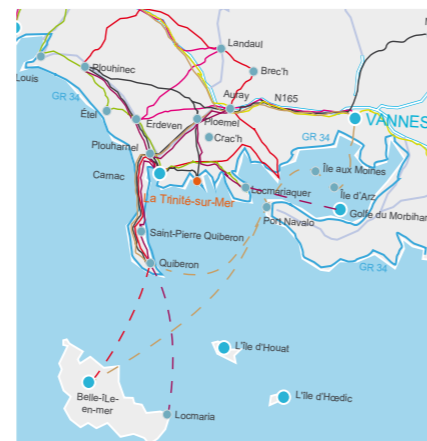 Landaul
Plouhinec
Brec'h
Louis
GR 34
Auray
N165
Étel
Erdeven
Ploemel
VANNES
Crac'h
GR 34
Plouharnel
Île aux Moines
Carnac
Locmariaquer
Île d'Arz
La Trinité-sur-Mer
Golfe du Morbihan
Port Navalo
Saint-Pierre Quiberon
Quiberon
GR 34
L'île d'Houat
Belle-îLe-
en-mer
L'île d'Hœdic
Locmaria